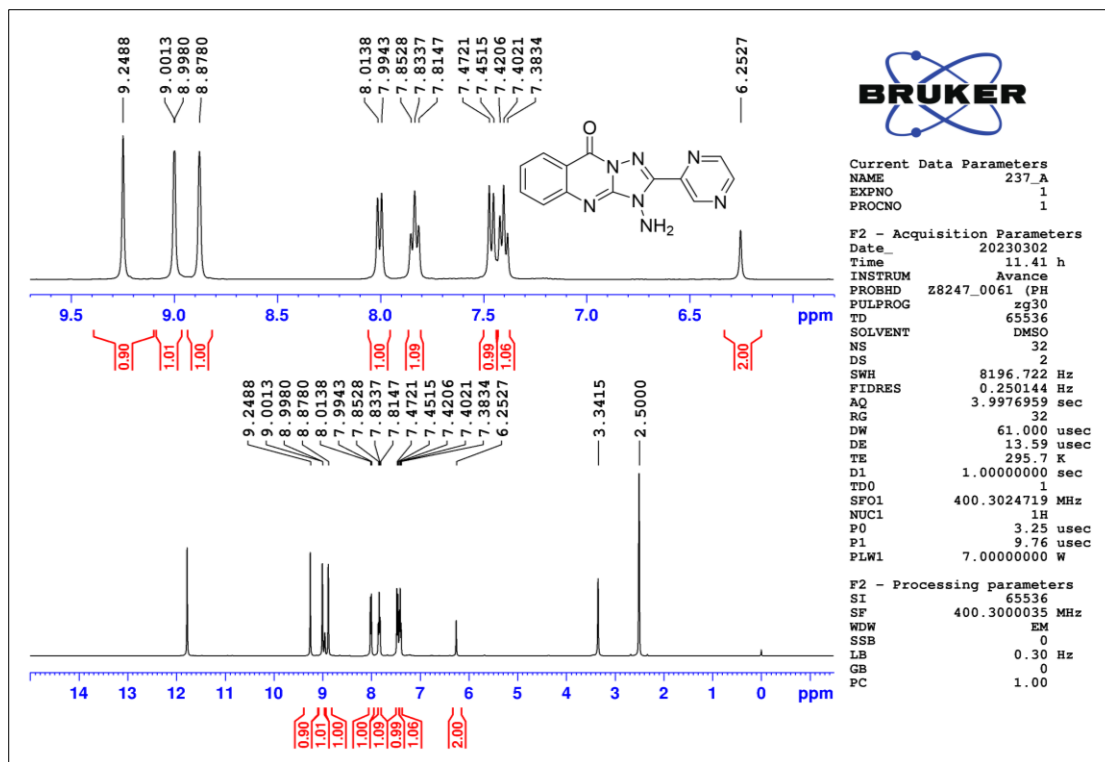 9.2488
9.0013
8.9980
8.8780
8.0138
7.9943
7.8528
7.8337
7.8147
7.4721
7.4515
7.4206
7.4021
7.3834
6.2527
O
N
N
N
N
N
N
N
NH2
9.5 9.0 8.5 8.0 7.5 7.0 6.5 ppm
0.90
1.01
1.00
1.00
1.09
0.99
1.06
2.00
9.2488
9.0013
8.9980
8.8780
8.0138
7.9943
7.8528
7.8337
7.8147
7.4721
7.4515
7.4206
7.4021
7.3834
6.2527
3.3415
2.5000
14 13 12 11 10 9 8 7 6 5 4 3 2 1 0 ppm
0.90
1.01
1.00
1.00
1.09
0.99
1.06
2.00
BRUKER
Current Data Parameters
NAME 237_A
EXPNO 1
PROCNO 1
F2 - Acquisition Parameters
Date_ 20230302
Time 11.41 h
INSTRUM Avance
PROBHD Z8247_0061 (PH
PULPROG zg30
TD 65536
SOLVENT DMSO
NS 32
DS 2
SWH 8196.722 Hz
FIDRES 0.250144 Hz
AQ 3.9976959 sec
RG 32
DW 61.000 usec
DE 13.59 usec
TE 295.7 K
D1 1.00000000 sec
TD0 1
SFO1 400.3024719 MHz
NUC1 1H
P0 3.25 usec
P1 9.76 usec
PLW1 7.00000000 W
F2 - Processing parameters
SI 65536
SF 400.3000035 MHz
WDW EM
SSB 0
LB 0.30 Hz
GB 0
PC 1.00